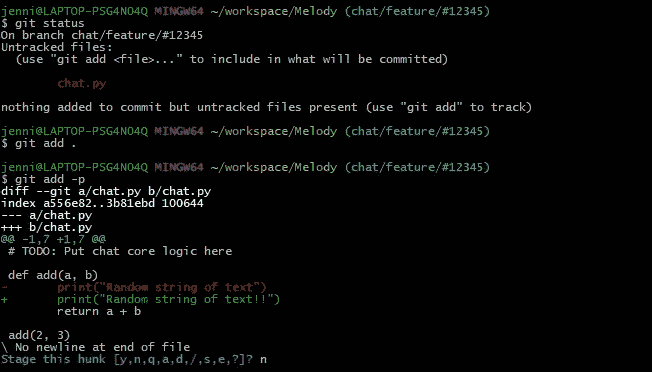 jenni@LAPTOP-PSG4NO4Q MINGW64 ~/workspace/Melody (chat/feature/#12345)
$ git status
On branch chat/feature/#12345
Untracked files:
  (use "git add <file>..." to include in what will be committed)
        chat.py
nothing added to commit but untracked files present (use "git add" to track)
jenni@LAPTOP-PSG4NO4Q MINGW64 ~/workspace/Melody (chat/feature/#12345)
$ git add .
jenni@LAPTOP-PSG4NO4Q MINGW64 ~/workspace/Melody (chat/feature/#12345)
$ git add -p
diff --git a/chat.py b/chat.py
index a556e82..3b81ebd 100644
--- a/chat.py
+++ b/chat.py
@@ -1,7 +1,7 @@
 # TODO: Put chat core logic here
 def add(a, b)
-       print("Random string of text")
+       print("Random string of text!!")
        return a + b
 add(2, 3)
\ No newline at end of file
Stage this hunk [y,n,q,a,d,/,s,e,?]? n